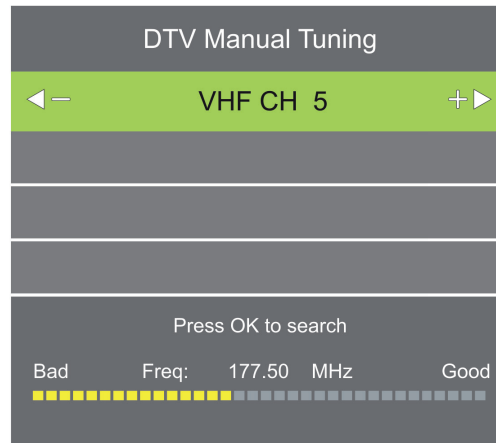 DTV Manual Tuning
VHF CH 5
Press OK to search
Bad Freq: 177.50 MHz Good